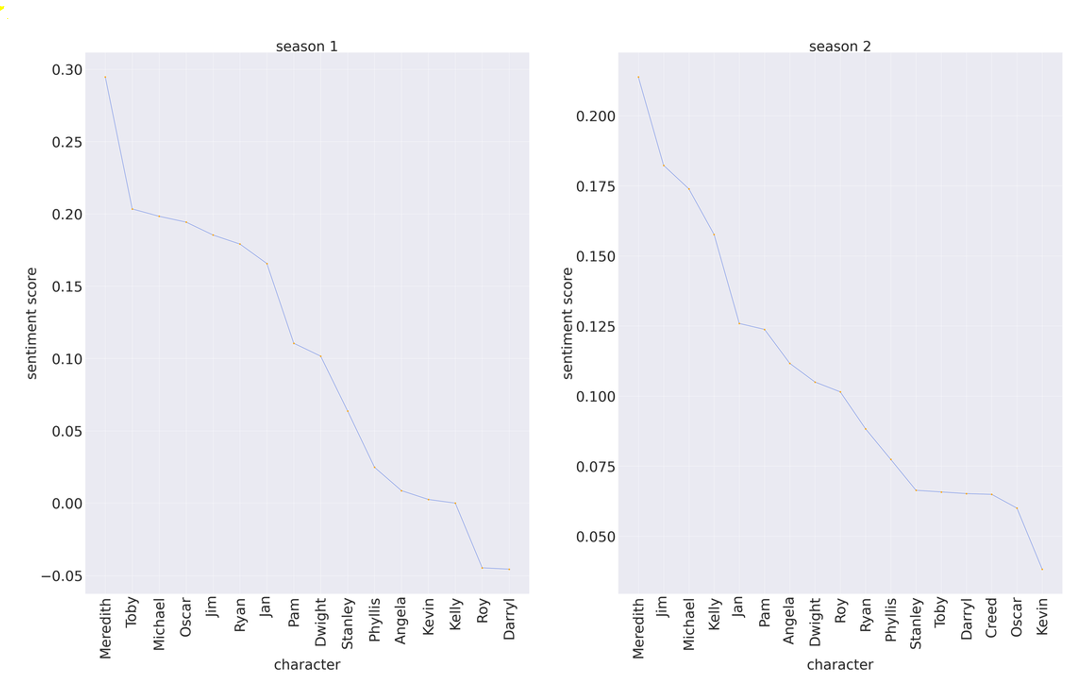 season 1
sentiment score
0.30
0.25
0.20
0.15
0.10
0.05
0.00
−0.05
Meredith
Toby
Michael
Oscar
Jim
Ryan
Jan
Pam
Dwight
Stanley
Phyllis
Angela
Kevin
Kelly
Roy
Darryl
character
season 2
sentiment score
0.200
0.175
0.150
0.125
0.100
0.075
0.050
Meredith
Jim
Michael
Kelly
Jan
Pam
Angela
Dwight
Roy
Ryan
Phyllis
Stanley
Toby
Darryl
Creed
Oscar
Kevin
character